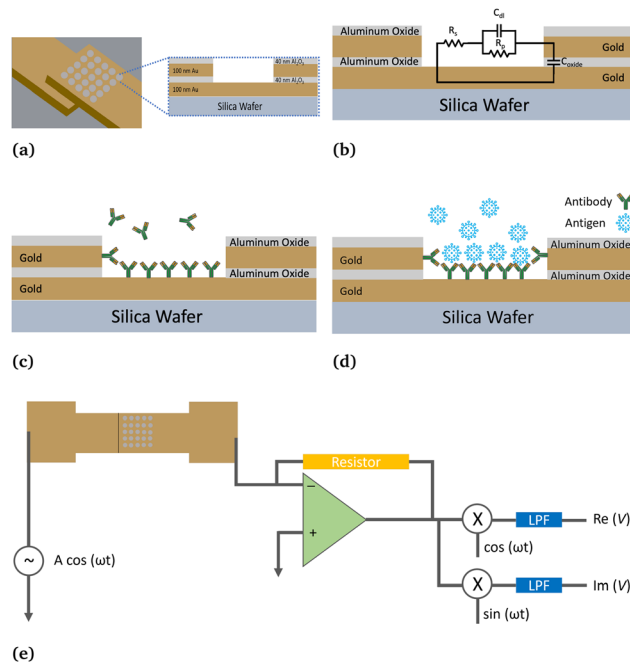 40 nm Al2O3
100 nm Au
40 nm Al2O3
100 nm Au
Silica Wafer
(a)
Aluminum Oxide
Aluminum Oxide
Rs
Cdl
Rp
Coxide
Gold
Gold
Silica Wafer
(b)
Aluminum Oxide
Gold
Aluminum Oxide
Gold
Silica Wafer
(c)
Antibody
Antigen
Aluminum Oxide
Gold
Aluminum Oxide
Gold
Silica Wafer
(d)
Resistor
−
+
~
A cos (ωt)
X
cos (ωt)
LPF
Re (V)
X
sin (ωt)
LPF
Im (V)
(e)